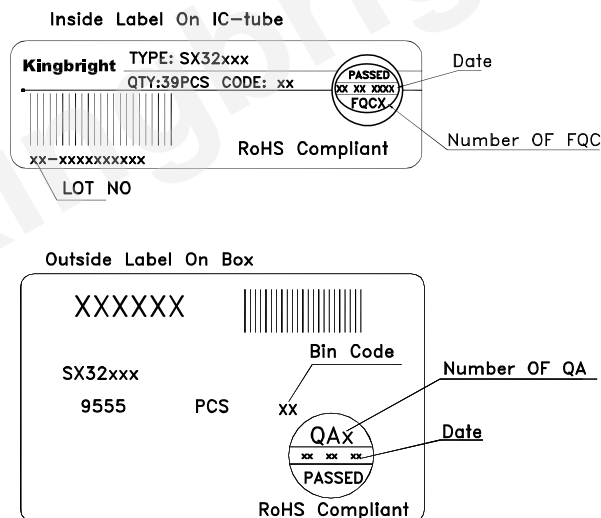 Inside Label On IC-tube
Kingbright
TYPE: SX32xxx
QTY:39PCS CODE: xx
PASSED
xx xx xxxx
FQCX
Date
Number OF FQC
RoHS Compliant
xx-xxxxxxxxxx
LOT NO
Outside Label On Box
XXXXXX
Bin Code
SX32xxx
9555 PCS xx
Number OF QA
QAx
Date
xx xx xx
PASSED
RoHS Compliant